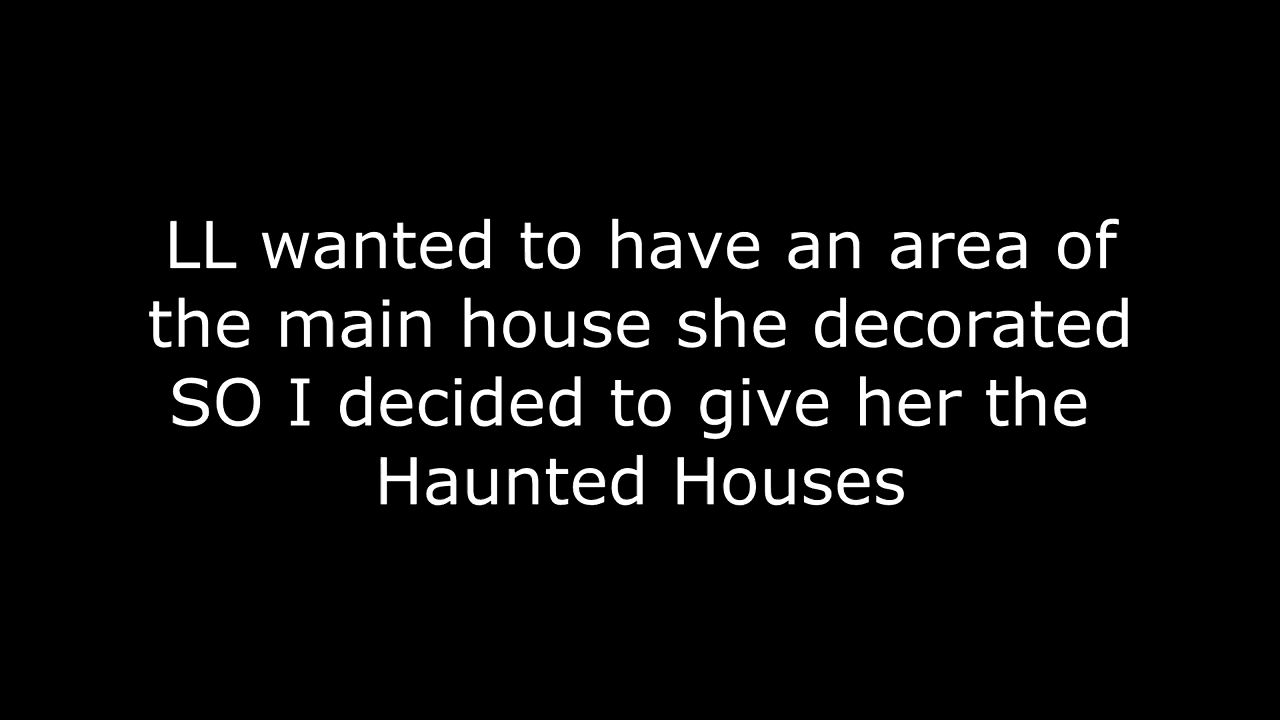 LL wanted to have an area of
the main house she decorated
SO I decided to give her the
Haunted Houses